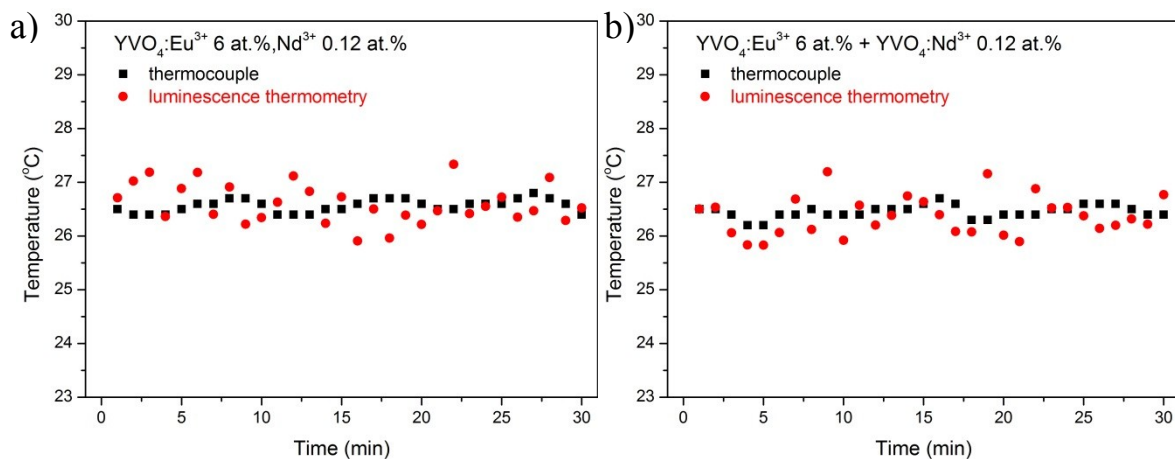 a)
YVO₄:Eu³⁺ 6 at.%,Nd³⁺ 0.12 at.%
thermocouple
luminescence thermometry
30
29
28
27
26
25
24
23
Temperature (°C)
0 5 10 15 20 25 30
Time (min)
b)
YVO₄:Eu³⁺ 6 at.% + YVO₄:Nd³⁺ 0.12 at.%
thermocouple
luminescence thermometry
30
29
28
27
26
25
24
23
Temperature (°C)
0 5 10 15 20 25 30
Time (min)